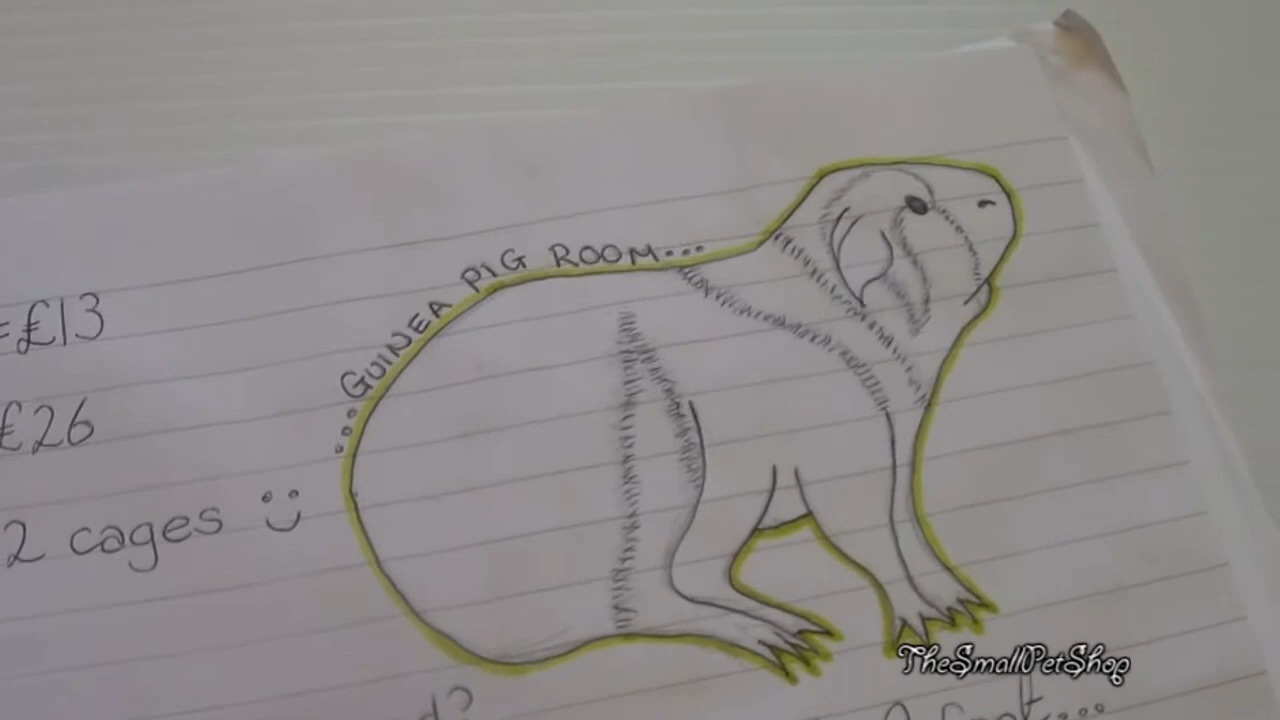 ...GUINEA PIG ROOM...
=£13
£26
2 cages :)
TheSmallPetShop